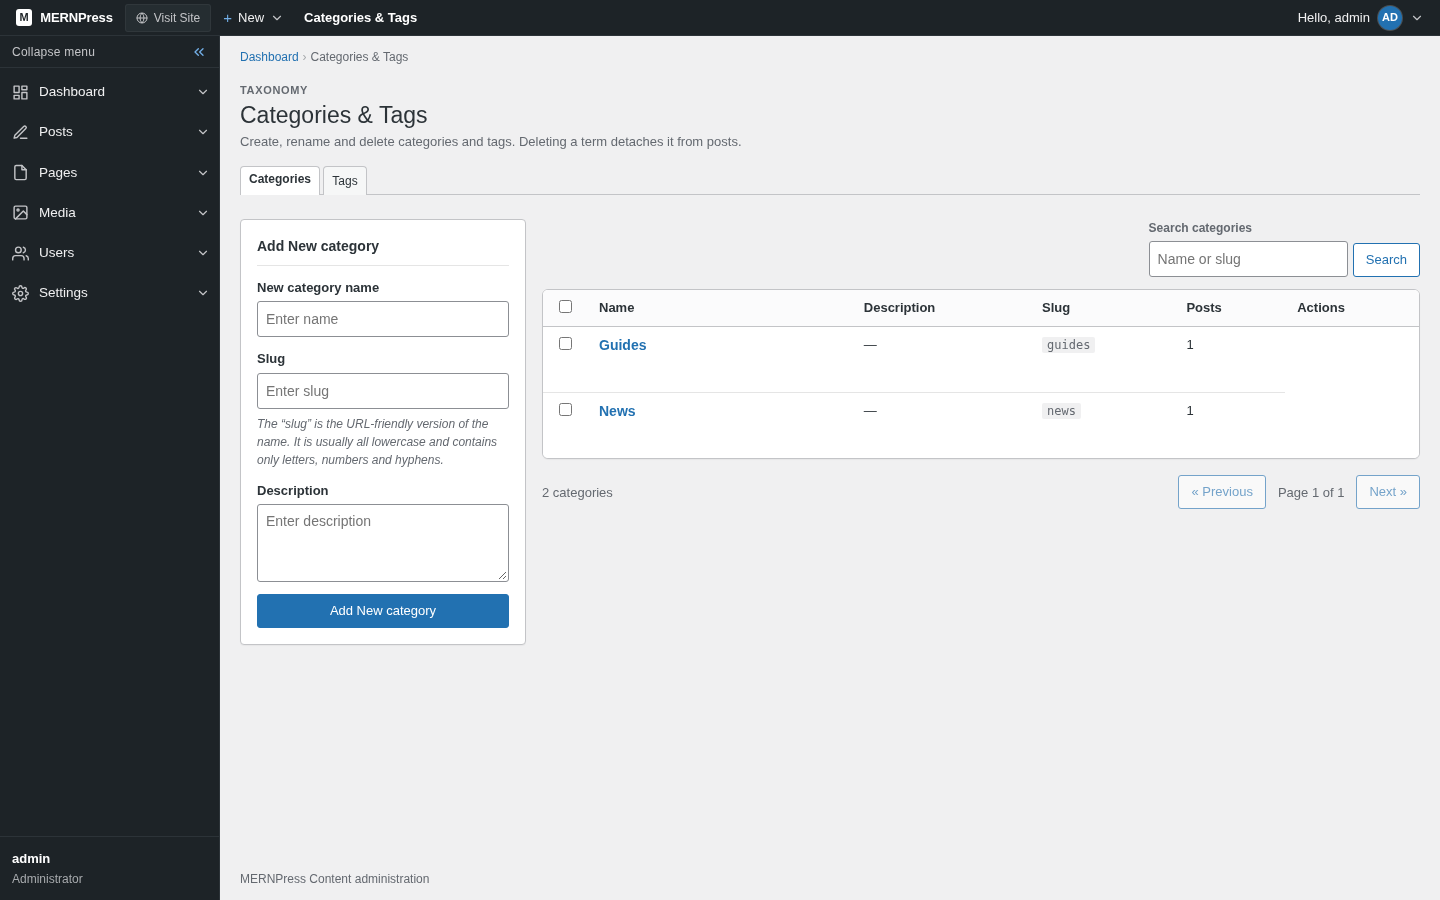 M MERNPress Visit Site + New Categories & Tags Hello, admin AD
Collapse menu
Dashboard
Posts
Pages
Media
Users
Settings
admin
Administrator
Dashboard › Categories & Tags
TAXONOMY
Categories & Tags
Create, rename and delete categories and tags. Deleting a term detaches it from posts.
Categories Tags
Add New category
New category name
Enter name
Slug
Enter slug
The “slug” is the URL-friendly version of the
name. It is usually all lowercase and contains
only letters, numbers and hyphens.
Description
Enter description
Add New category
Search categories
Name or slug Search
Name Description Slug Posts Actions
Guides — guides 1
News — news 1
2 categories « Previous Page 1 of 1 Next »
MERNPress Content administration